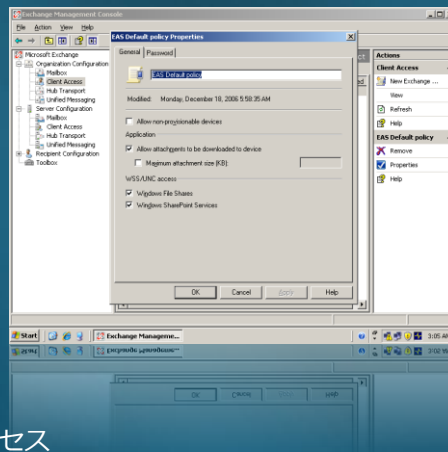 Exchange Management Console
File Action View Help
Microsoft Exchange
Organization Configuration
Mailbox
Client Access
Hub Transport
Unified Messaging
Server Configuration
Mailbox
Client Access
Hub Transport
Unified Messaging
Recipient Configuration
Toolbox
EAS Default policy Properties
General Password
EAS Default policy
Modified: Monday, December 18, 2006 5:58:35 AM
Allow non-provisionable devices
Application
Allow attachments to be downloaded to device
Maximum attachment size (KB):
WSS/UNC access
Windows File Shares
Windows SharePoint Services
OK Cancel Apply Help
Actions
Client Access
New Exchange ...
View
Refresh
Help
EAS Default policy
Remove
Properties
Help
Start Exchange Manageme... 3:05 AM
セス